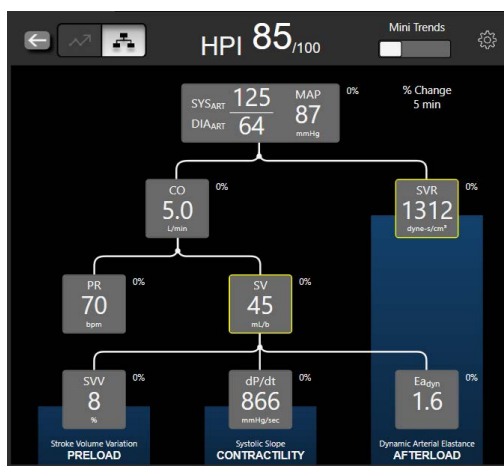 HPI 85/100
Mini Trends
SYSART 125
DIAART 64
MAP
87
mmHg
0%
% Change
5 min
CO
5.0
L/min
0%
SVR
1312
dyne-s/cm⁵
0%
PR
70
bpm
0%
SV
45
mL/b
0%
SVV
8
%
0%
dP/dt
866
mmHg/sec
0%
Eadyn
1.6
0%
Stroke Volume Variation
PRELOAD
Systolic Slope
CONTRACTILITY
Dynamic Arterial Elastance
AFTERLOAD